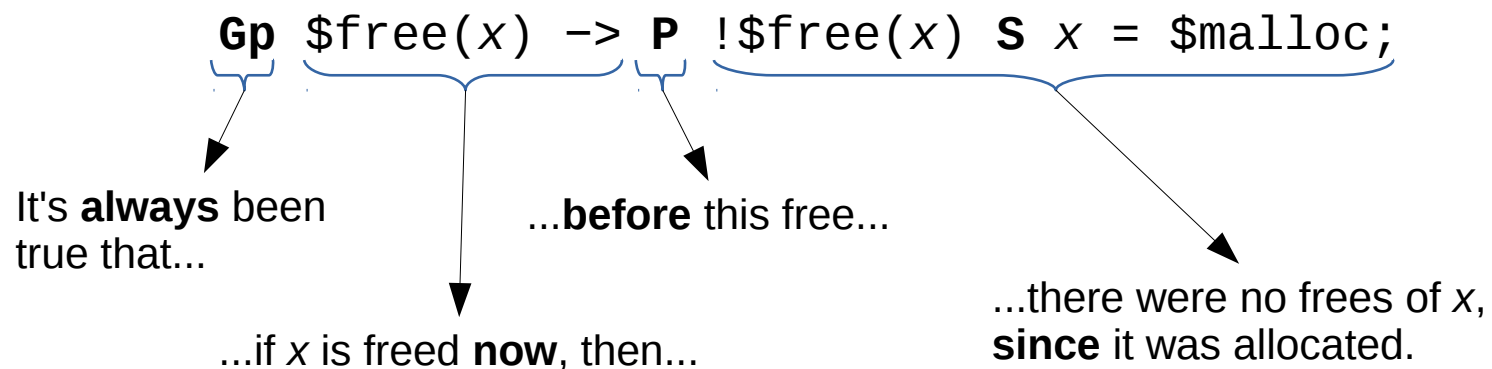 Gp $free(x) −> P !$free(x) S x = $malloc;
It's always been
true that...
...before this free...
...if x is freed now, then...
...there were no frees of x,
since it was allocated.